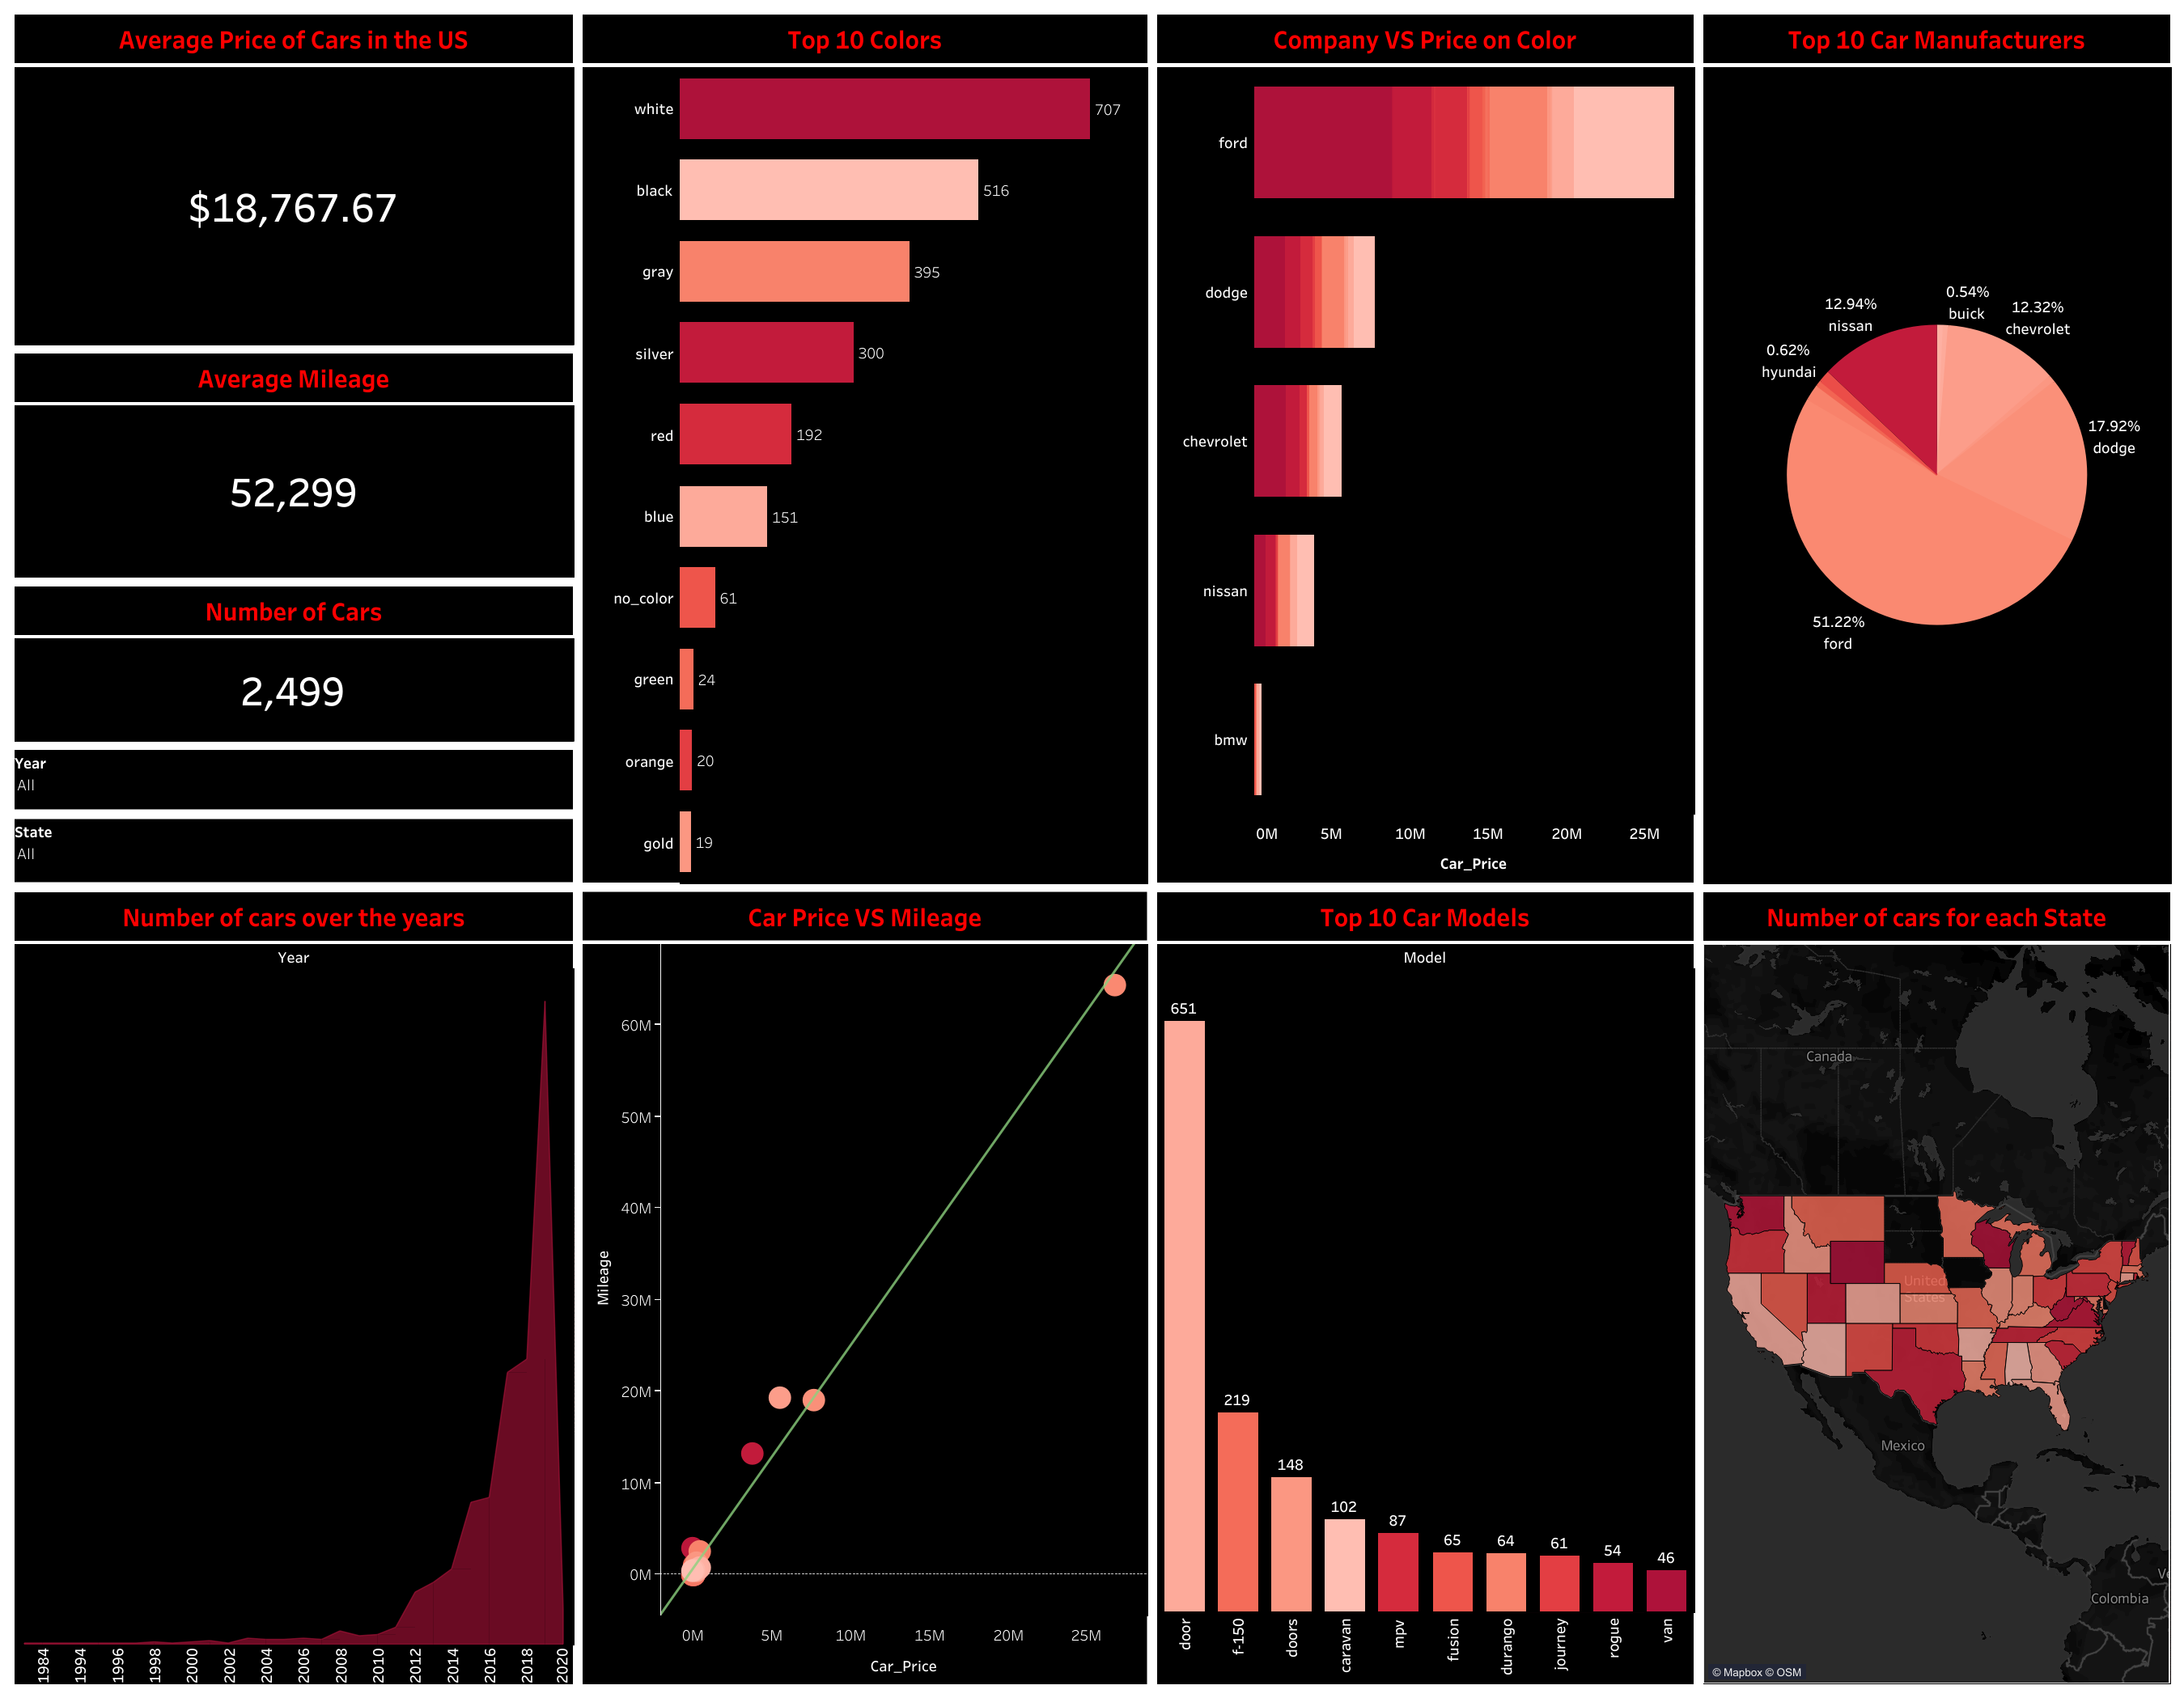 Average Price of Cars in the US
$18,767.67
Average Mileage
52,299
Number of Cars
2,499
Year
All
State
All
Top 10 Colors
white 707
black 516
gray 395
silver 300
red 192
blue 151
no_color 61
green 24
orange 20
gold 19
Company VS Price on Color
ford
dodge
chevrolet
nissan
bmw
0M 5M 10M 15M 20M 25M
Car_Price
Top 10 Car Manufacturers
0.54%
buick
12.32%
chevrolet
17.92%
dodge
51.22%
ford
0.62%
hyundai
12.94%
nissan
Number of cars over the years
Year
1984 1994 1996 1998 2000 2002 2004 2006 2008 2010 2012 2014 2016 2018 2020
Car Price VS Mileage
60M
50M
40M
30M
20M
10M
0M
Mileage
0M 5M 10M 15M 20M 25M
Car_Price
Top 10 Car Models
Model
651 219 148 102 87 65 64 61 54 46
door f-150 doors caravan mpv fusion durango journey rogue van
Number of cars for each State
Canada
United
States
Mexico
Colombia
© Mapbox © OSM